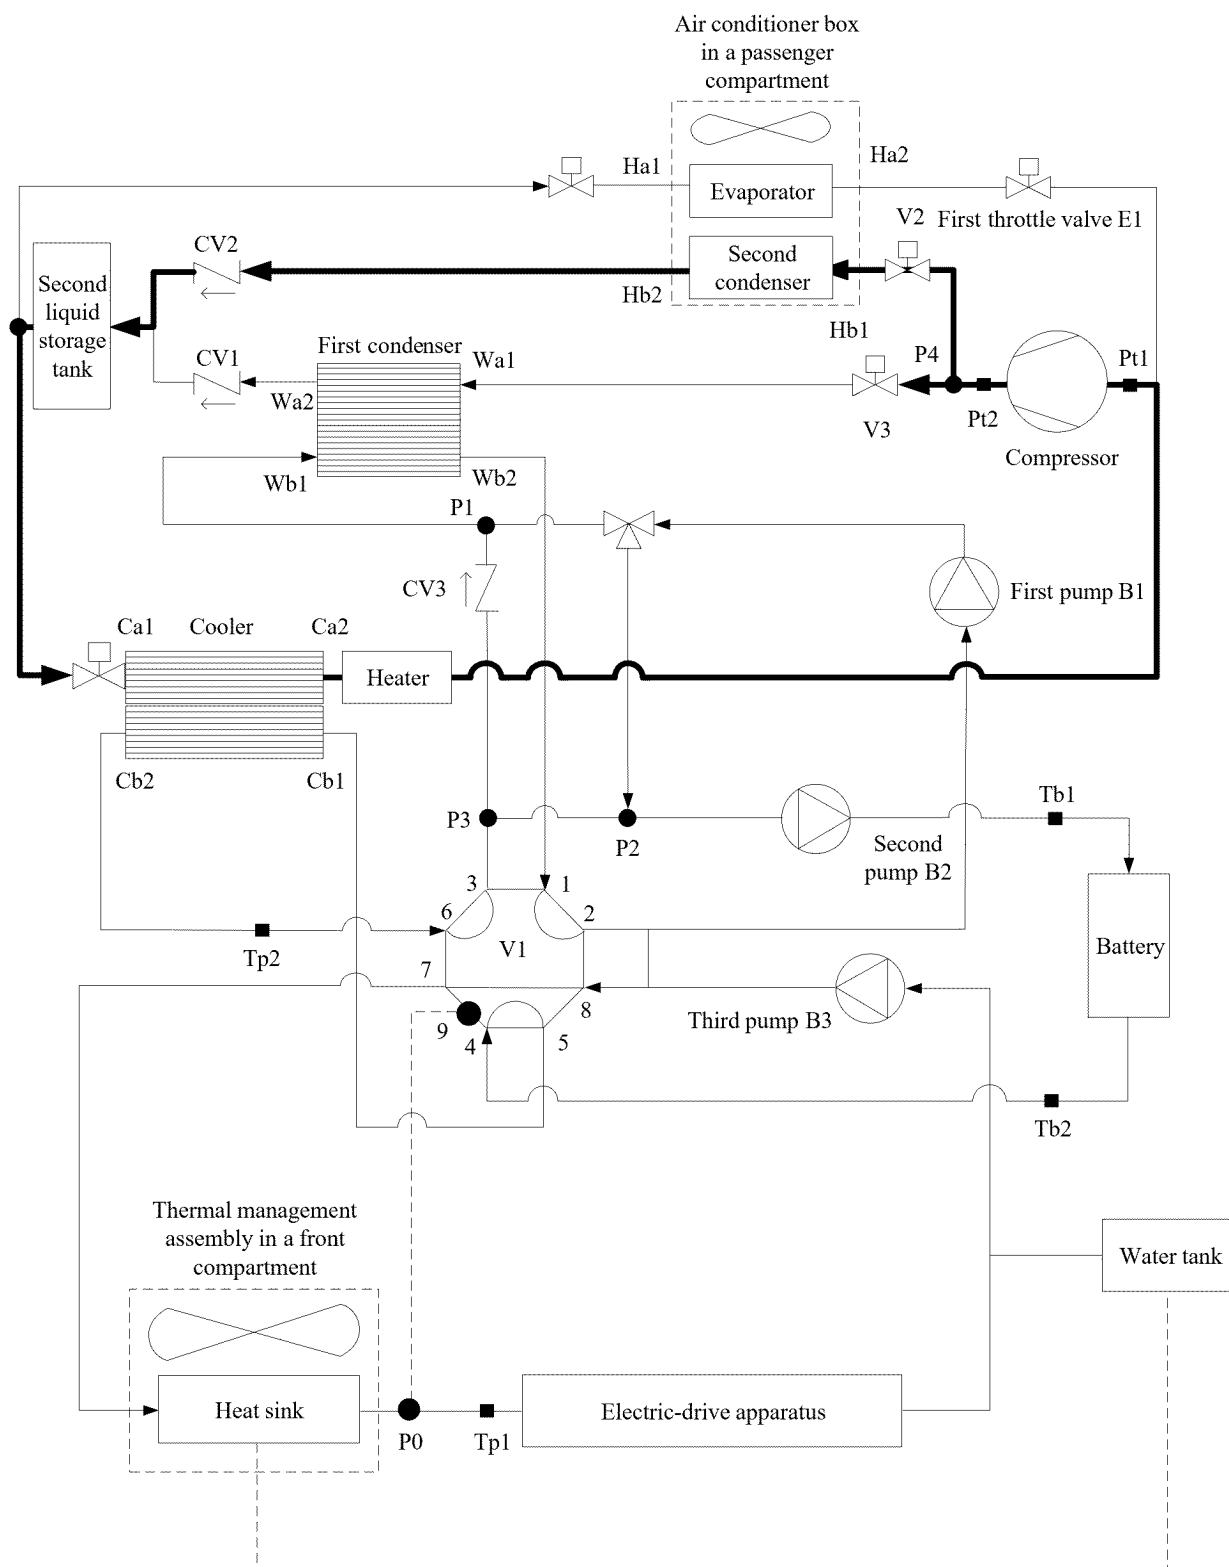 Air conditioner box
in a passenger
compartment
Ha1
Ha2
Evaporator
V2
First throttle valve E1
CV2
Second
condenser
Second
liquid
storage
tank
Hb2
Hb1
First condenser
Wa1
CV1
P4
Pt1
Wa2
V3
Pt2
Compressor
Wb1
Wb2
P1
CV3
First pump B1
Ca1
Cooler
Ca2
Heater
Cb2
Cb1
Tb1
P3
P2
Second
pump B2
3
1
6
2
Tp2
V1
Battery
7
8
Third pump B3
9
4
5
Tb2
Thermal management
assembly in a front
compartment
Water tank
Heat sink
Electric-drive apparatus
P0
Tp1